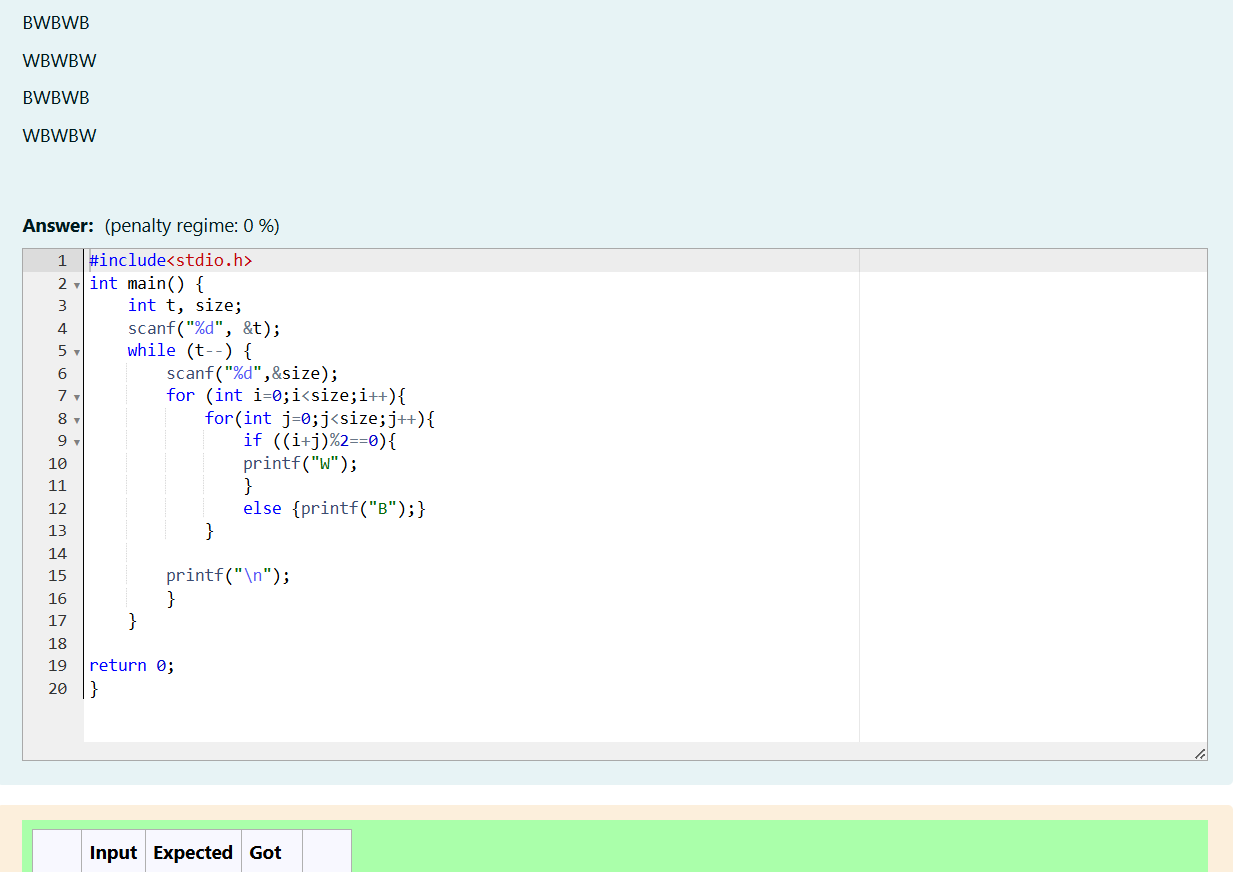 BWBWB
WBWBW
BWBWB
WBWBW
Answer: (penalty regime: 0 %)
1 #include<stdio.h>
2 int main() {
3     int t, size;
4     scanf("%d", &t);
5     while (t--) {
6         scanf("%d",&size);
7         for (int i=0;i<size;i++){
8             for(int j=0;j<size;j++){
9                 if ((i+j)%2==0){
10                 printf("W");
11                 }
12                 else {printf("B");}
13             }
14
15         printf("\n");
16         }
17     }
18
19 return 0;
20 }
Input Expected Got